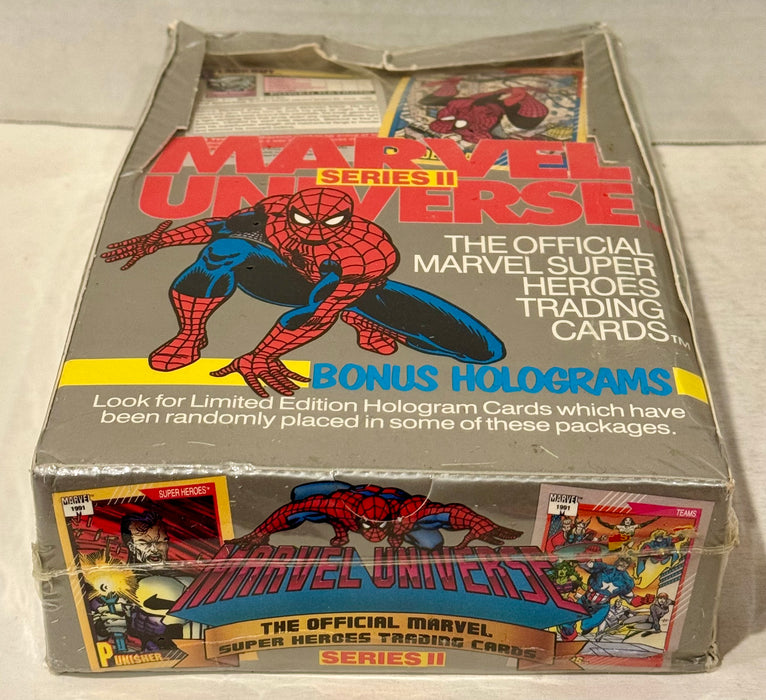 MARVEL
SERIES II
UNIVERSE
THE OFFICIAL
MARVEL SUPER
HEROES
TRADING
CARDS TM
BONUS HOLOGRAMS
Look for Limited Edition Hologram Cards which have
been randomly placed in some of these packages.
MARVEL
1991
SUPER HEROES
PUNISHER
MARVEL UNIVERSE
THE OFFICIAL MARVEL
SUPER HEROES TRADING CARDS
SERIES II
MARVEL
1991
TEAMS